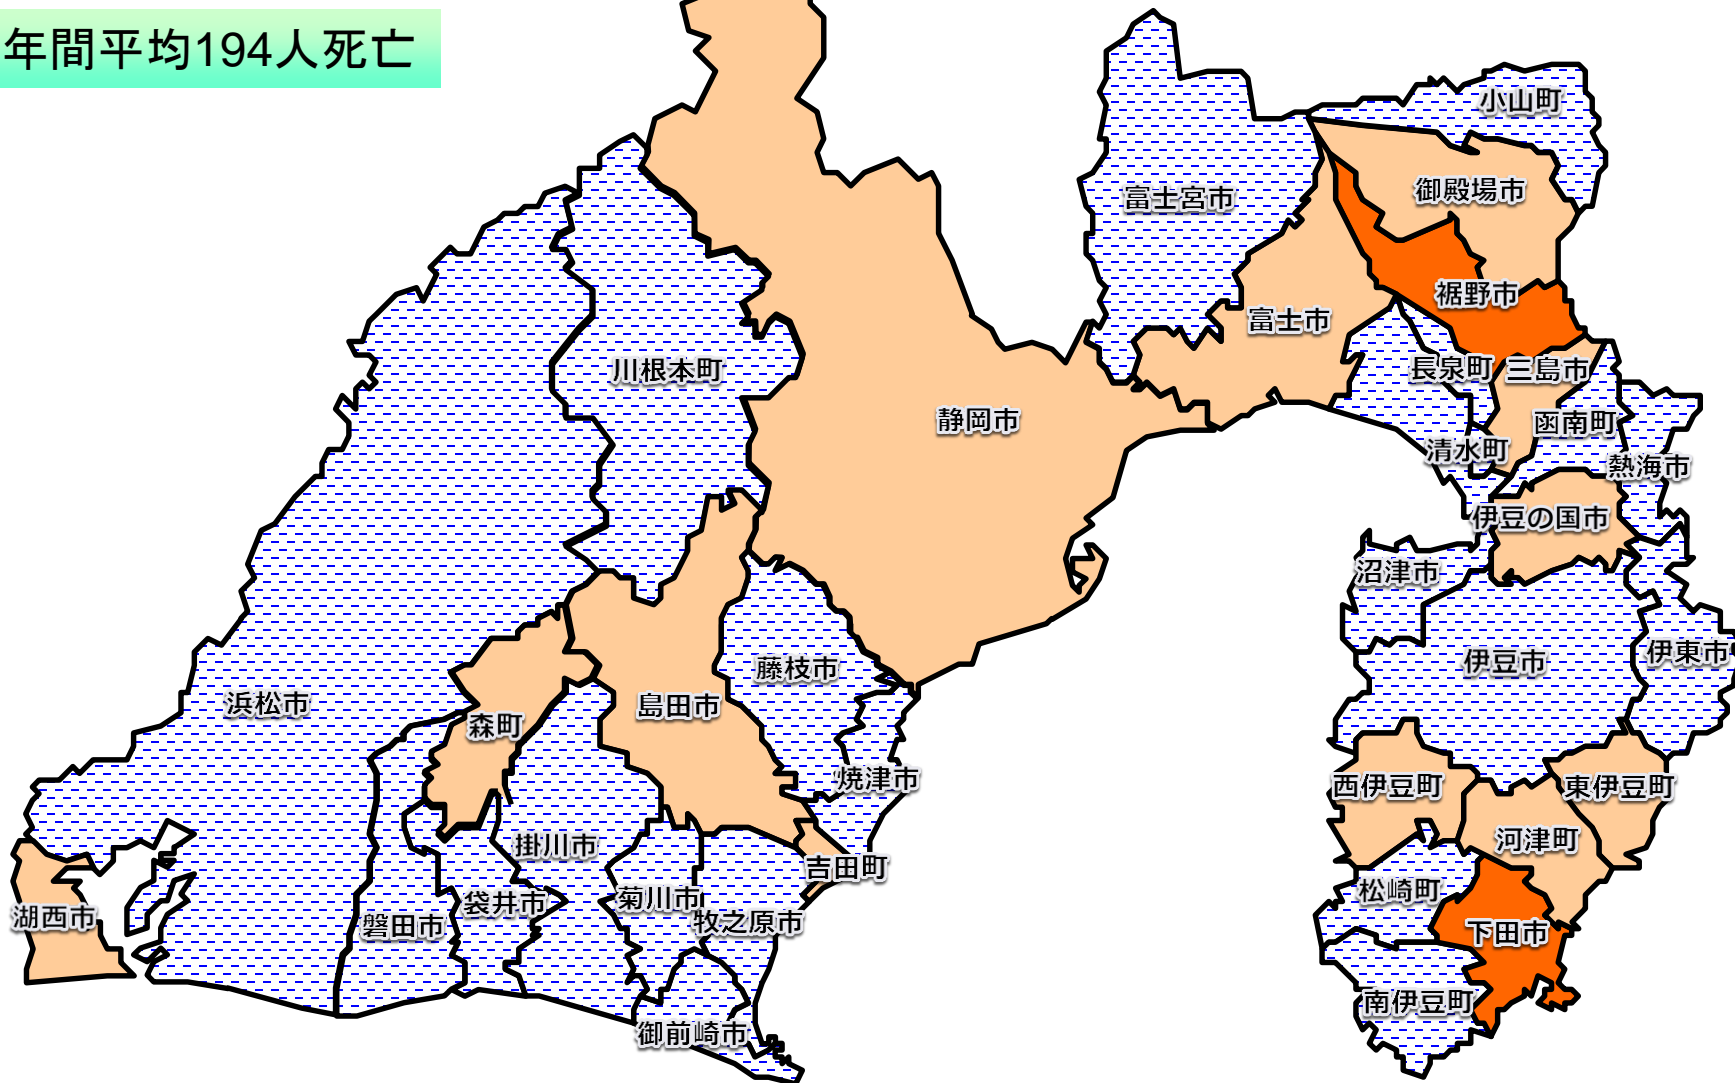 年間平均194人死亡
小山町
御殿場市
富士宮市
裾野市
富士市
長泉町
三島市
川根本町
静岡市
函南町
清水町
熱海市
伊豆の国市
沼津市
伊豆市
伊東市
藤枝市
浜松市
島田市
森町
焼津市
西伊豆町
東伊豆町
河津町
掛川市
吉田町
松崎町
菊川市
袋井市
湖西市
磐田市
牧之原市
下田市
南伊豆町
御前崎市